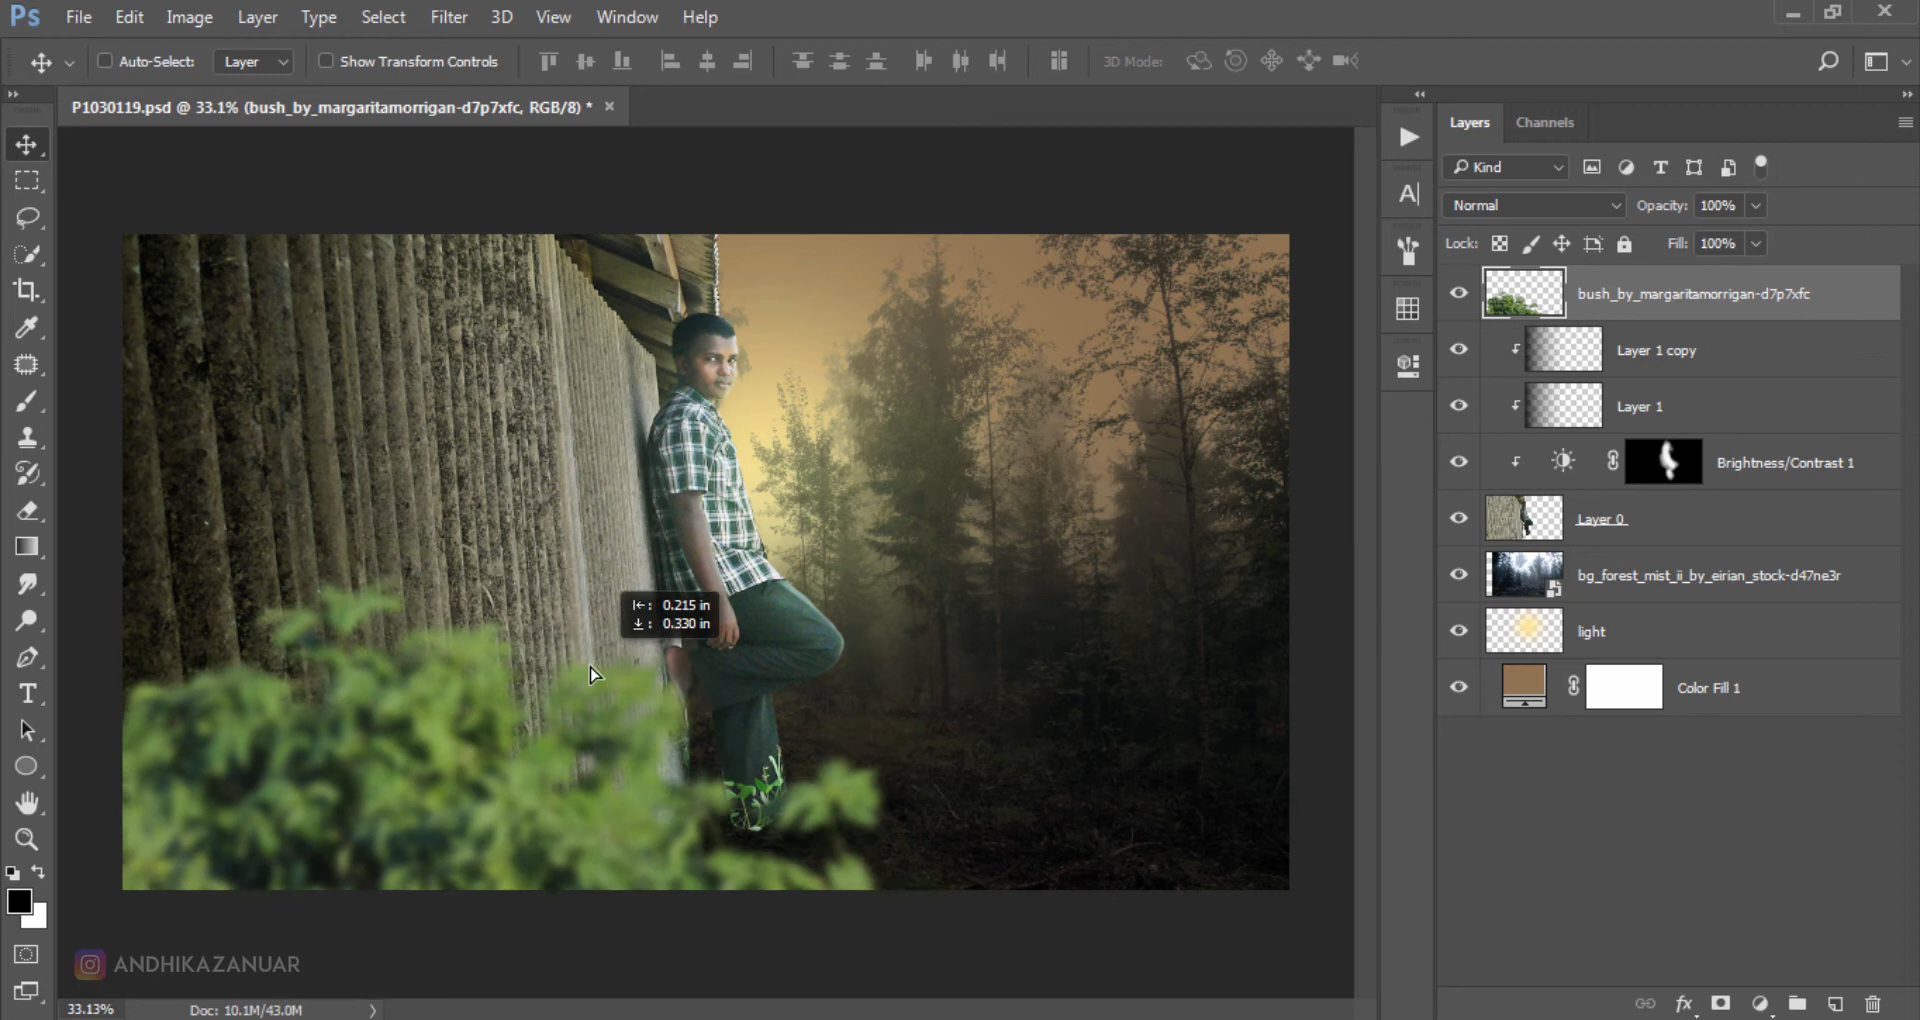 Ps File Edit Image Layer Type Select Filter 3D View Window Help
Auto-Select: Layer Show Transform Controls 3D Mode:
P1030119.psd @ 33.1% (bush_by_margaritamorrigan-d7p7xfc, RGB/8) * ×
Layers Channels
Kind
Normal Opacity: 100%
Lock: Fill: 100%
bush_by_margaritamorrigan-d7p7xfc
Layer 1 copy
Layer 1
Brightness/Contrast 1
Layer 0
bg_forest_mist_ii_by_eirian_stock-d47ne3r
light
Color Fill 1
: 0.215 in
: 0.330 in
ANDHIKAZANUAR
33.13% Doc: 10.1M/43.0M
fx